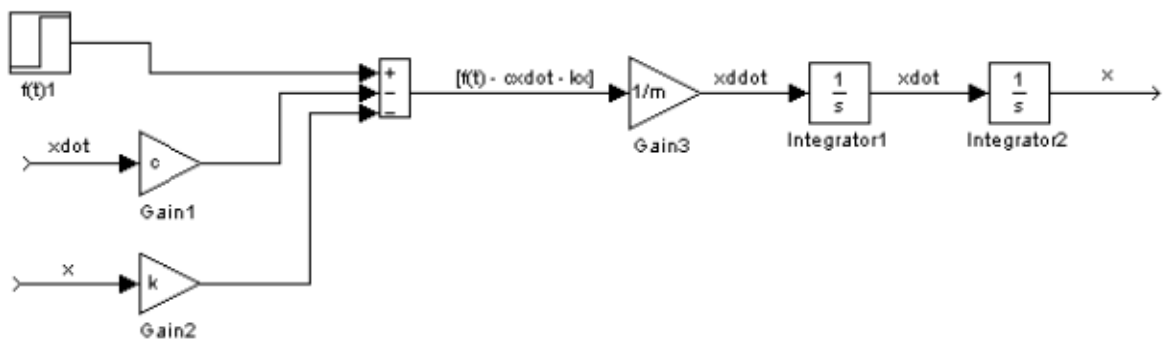 f(t)1
+
−
−
[f(t) - cxdot - kx]
1/m
Gain3
xddot
1
s
Integrator1
xdot
1
s
Integrator2
x
xdot
c
Gain1
x
k
Gain2